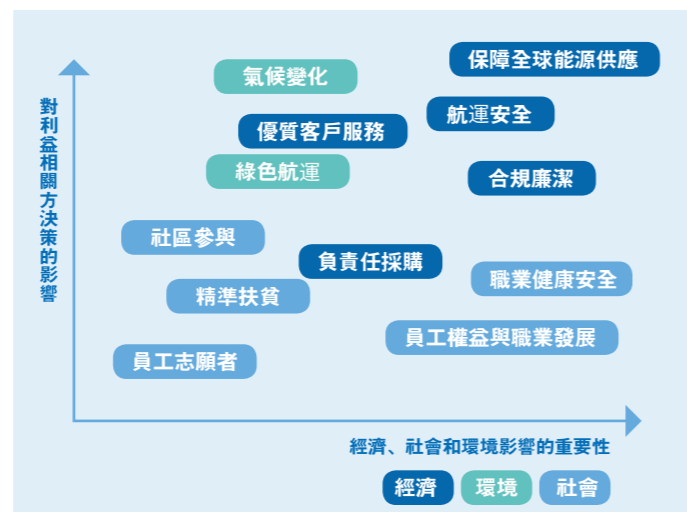 保障全球能源供應
氣候變化
航運安全
優質客戶服務
綠色航運
合規廉潔
對利益相關方決策的影響
社區參與
負責任採購
職業健康安全
精準扶貧
員工權益與職業發展
員工志願者
經濟、社會和環境影響的重要性
經濟
環境
社會